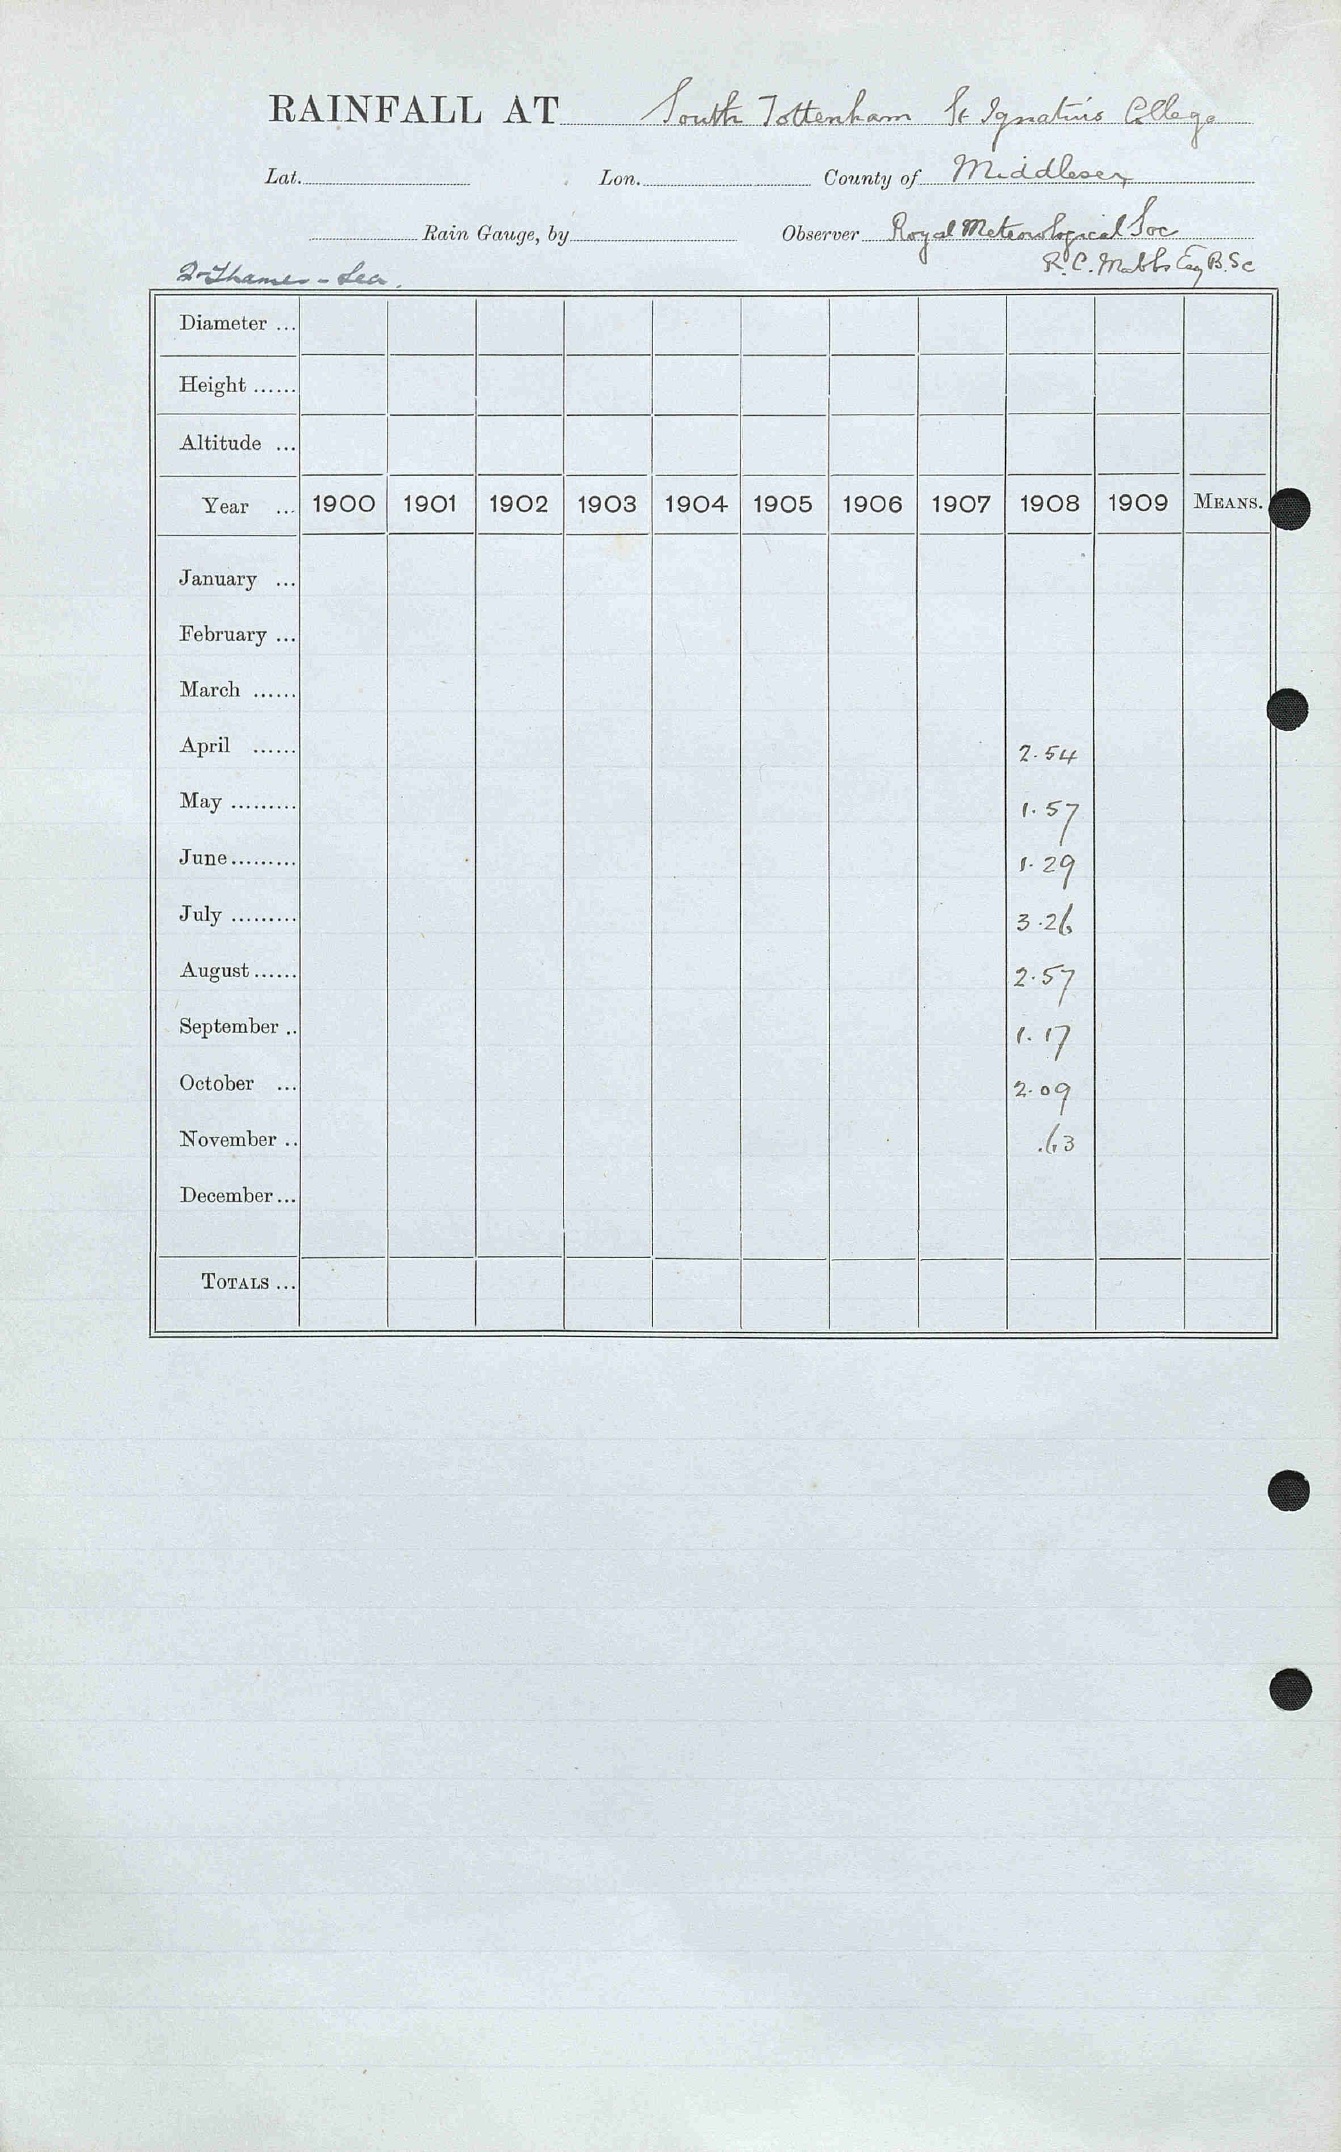 RAINFALL AT South Tottenham St Ignatius College
Lat. Lon. County of Middlesex
Rain Gauge, by Observer Royal Meteorological Soc
R.C. Mabbs Esq B.Sc
2 - Thames - Lea.
Diameter ...
Height ......
Altitude ...
Year ... 1900 1901 1902 1903 1904 1905 1906 1907 1908 1909 MEANS.
January ...
February ...
March ......
April ...... 2.54
May ......... 1.57
June ......... 1.29
July ......... 3.26
August ...... 2.57
September .. 1.17
October ... 2.09
November .. .63
December ...
TOTALS ...